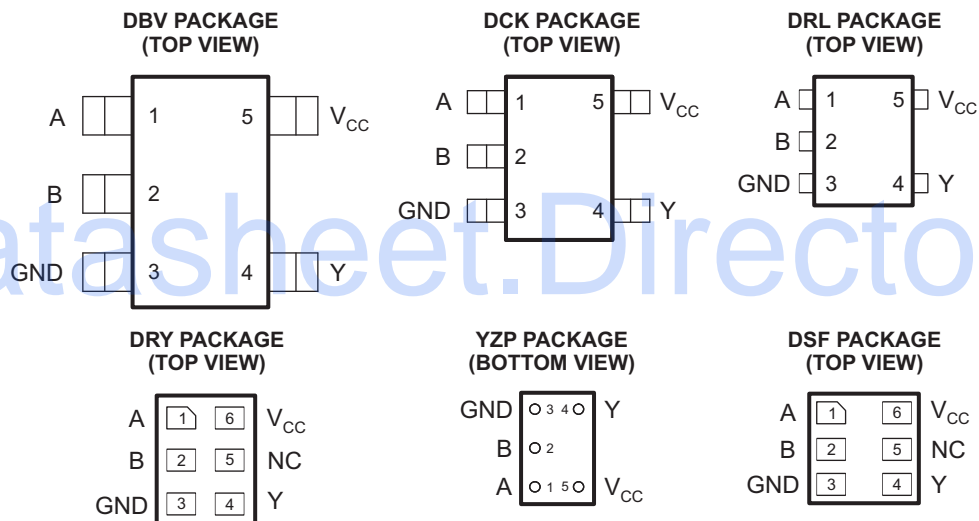 DBV PACKAGE
(TOP VIEW)
A 1 5 VCC
B 2
GND 3 4 Y
DCK PACKAGE
(TOP VIEW)
A 1 5 VCC
B 2
GND 3 4 Y
DRL PACKAGE
(TOP VIEW)
A 1 5 VCC
B 2
GND 3 4 Y
atasheet.Directo
DRY PACKAGE
(TOP VIEW)
A 1 6 VCC
B 2 5 NC
GND 3 4 Y
YZP PACKAGE
(BOTTOM VIEW)
GND 3 4 Y
B 2
A 1 5 VCC
DSF PACKAGE
(TOP VIEW)
A 1 6 VCC
B 2 5 NC
GND 3 4 Y